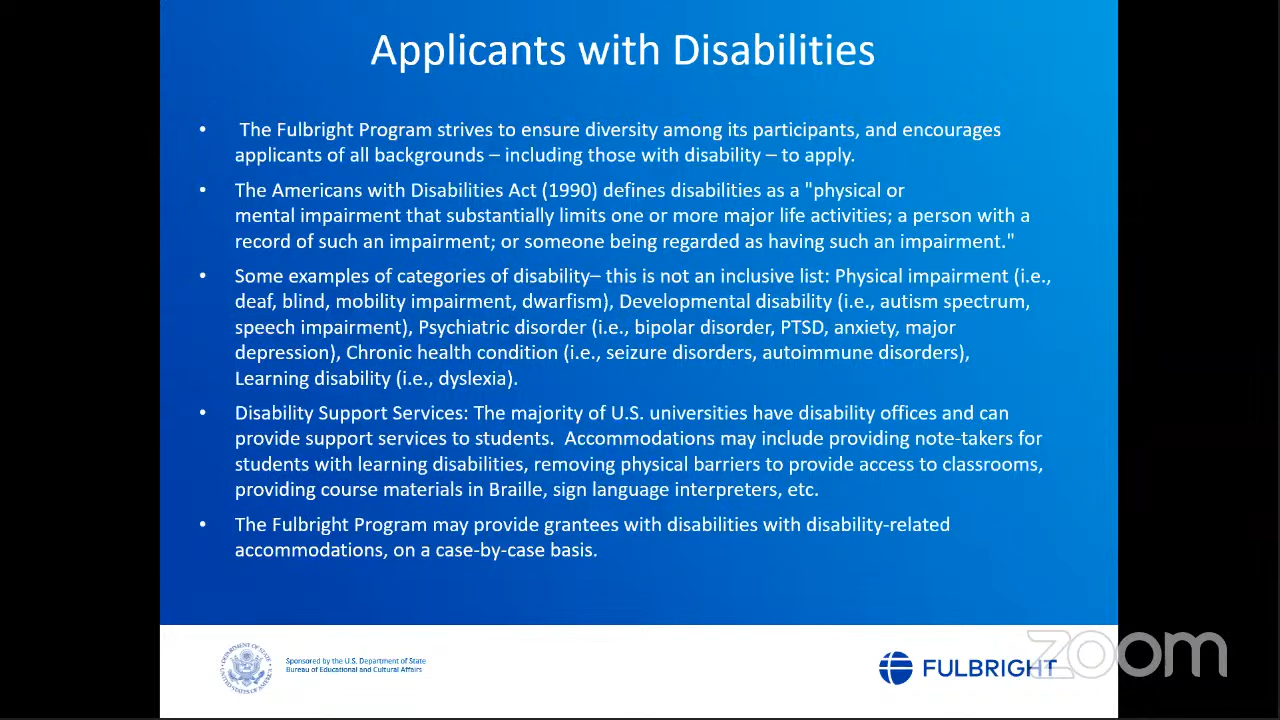 Applicants with Disabilities
• The Fulbright Program strives to ensure diversity among its participants, and encourages
applicants of all backgrounds – including those with disability – to apply.
• The Americans with Disabilities Act (1990) defines disabilities as a "physical or
mental impairment that substantially limits one or more major life activities; a person with a
record of such an impairment; or someone being regarded as having such an impairment."
• Some examples of categories of disability– this is not an inclusive list: Physical impairment (i.e.,
deaf, blind, mobility impairment, dwarfism), Developmental disability (i.e., autism spectrum,
speech impairment), Psychiatric disorder (i.e., bipolar disorder, PTSD, anxiety, major
depression), Chronic health condition (i.e., seizure disorders, autoimmune disorders),
Learning disability (i.e., dyslexia).
• Disability Support Services: The majority of U.S. universities have disability offices and can
provide support services to students.  Accommodations may include providing note-takers for
students with learning disabilities, removing physical barriers to provide access to classrooms,
providing course materials in Braille, sign language interpreters, etc.
• The Fulbright Program may provide grantees with disabilities with disability-related
accommodations, on a case-by-case basis.
DEPARTMENT OF STATE
UNITED STATES OF AMERICA
Sponsored by the U.S. Department of State
Bureau of Educational and Cultural Affairs
FULBRIGHT
zoom